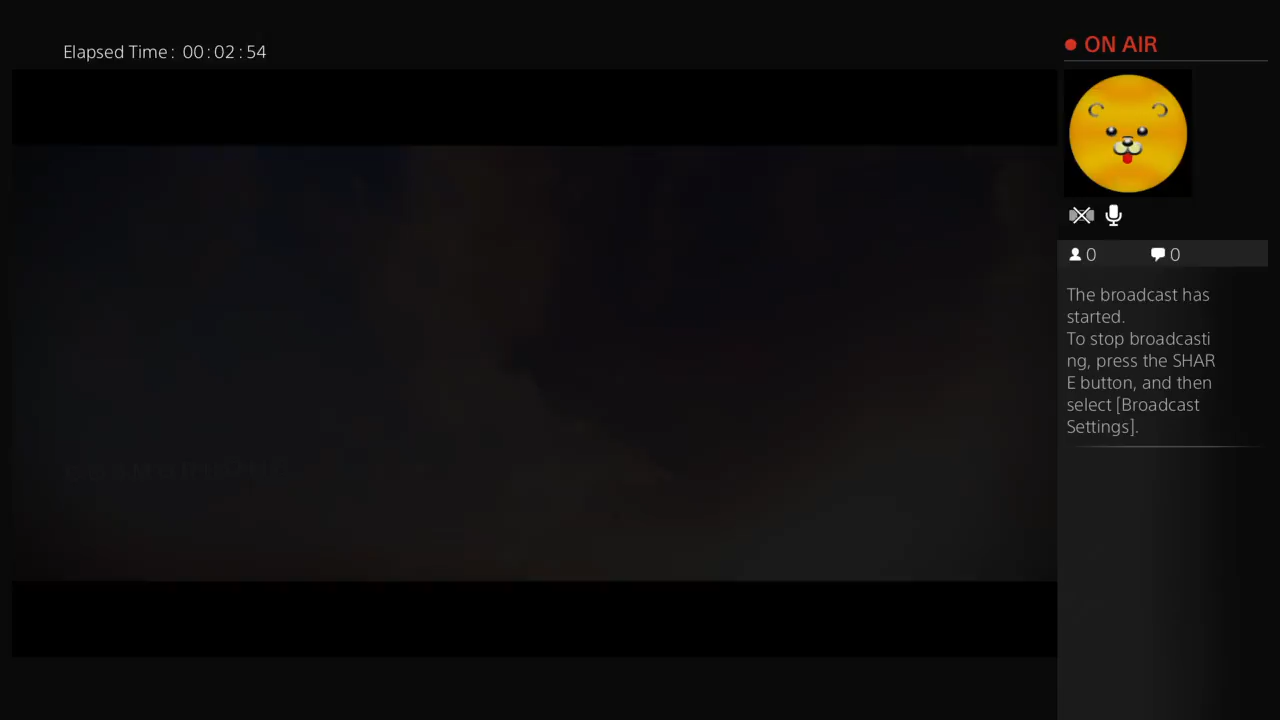 Elapsed Time: 00:02:54
ON AIR
0
0
The broadcast has
started.
To stop broadcasti
ng, press the SHAR
E button, and then
select [Broadcast
Settings].